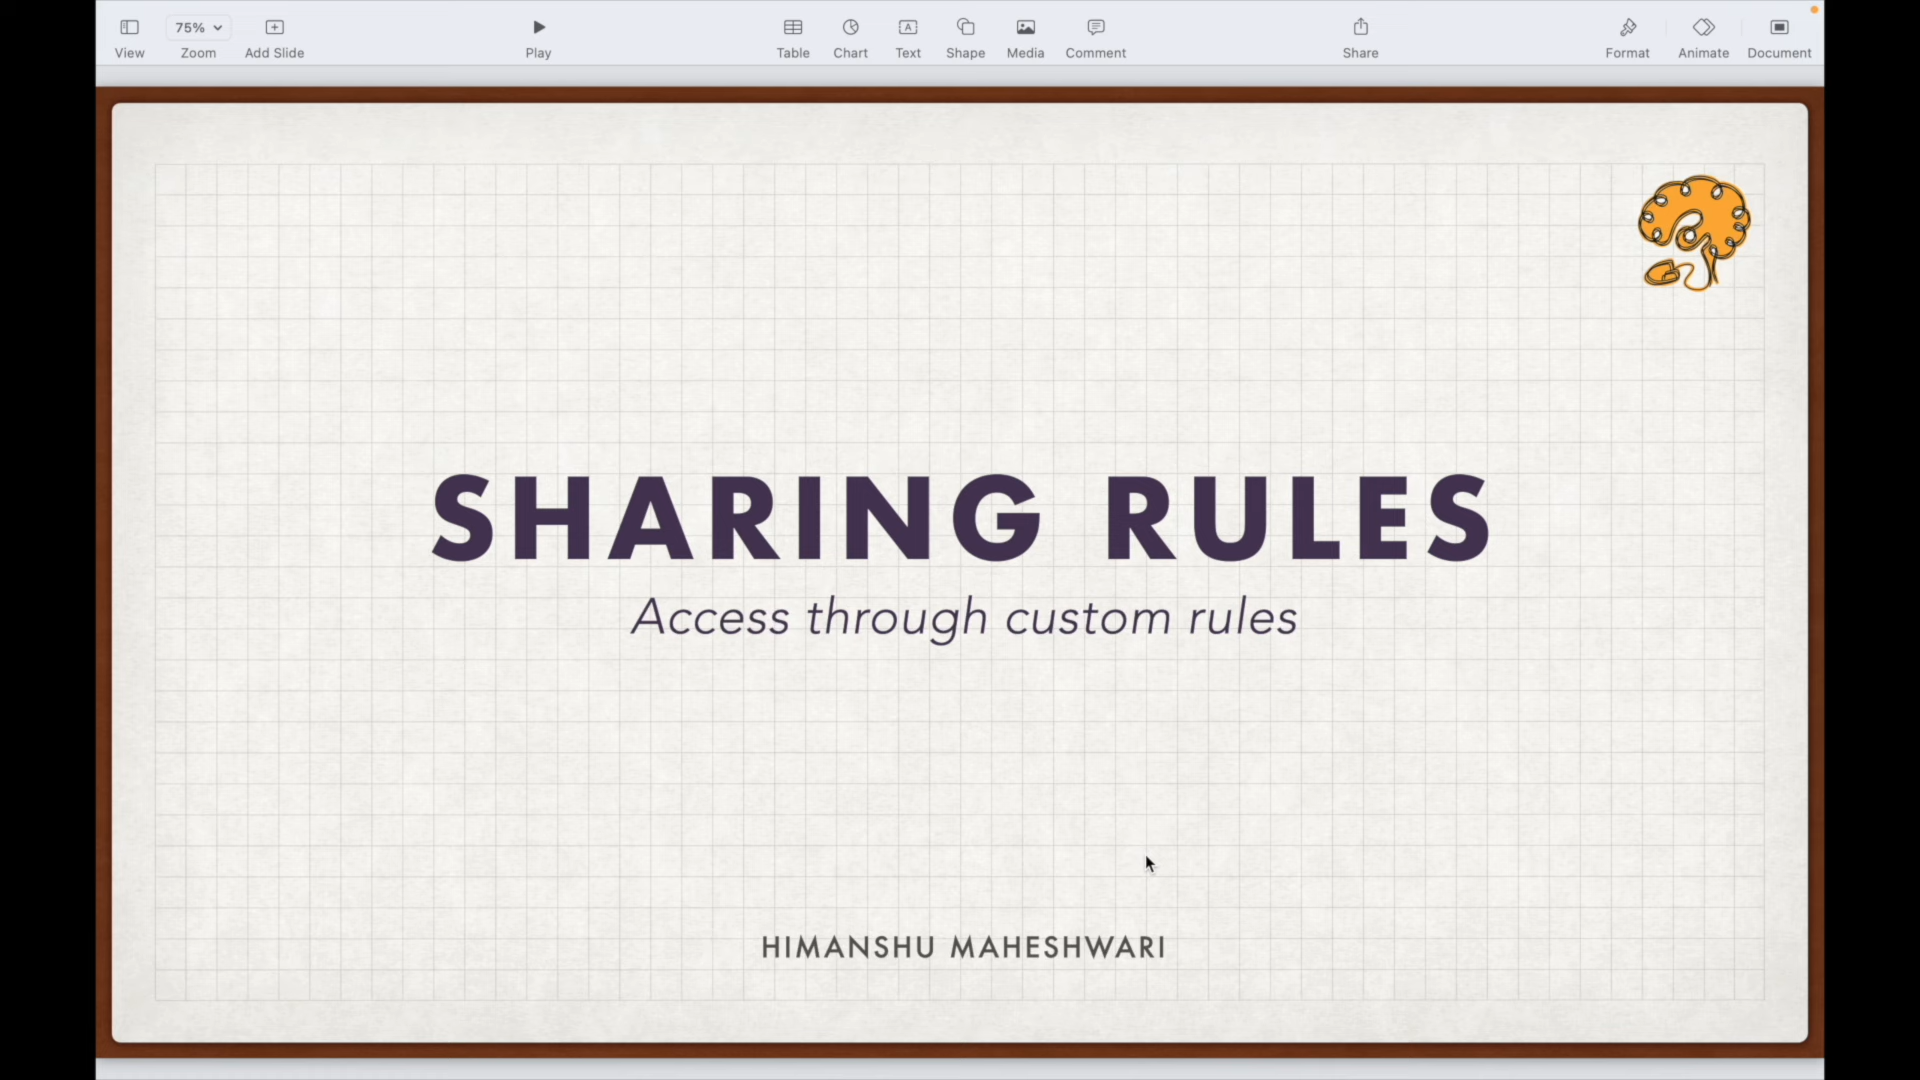 75%
View Zoom Add Slide Play Table Chart Text Shape Media Comment Share Format Animate Document
SHARING RULES
Access through custom rules
HIMANSHU MAHESHWARI